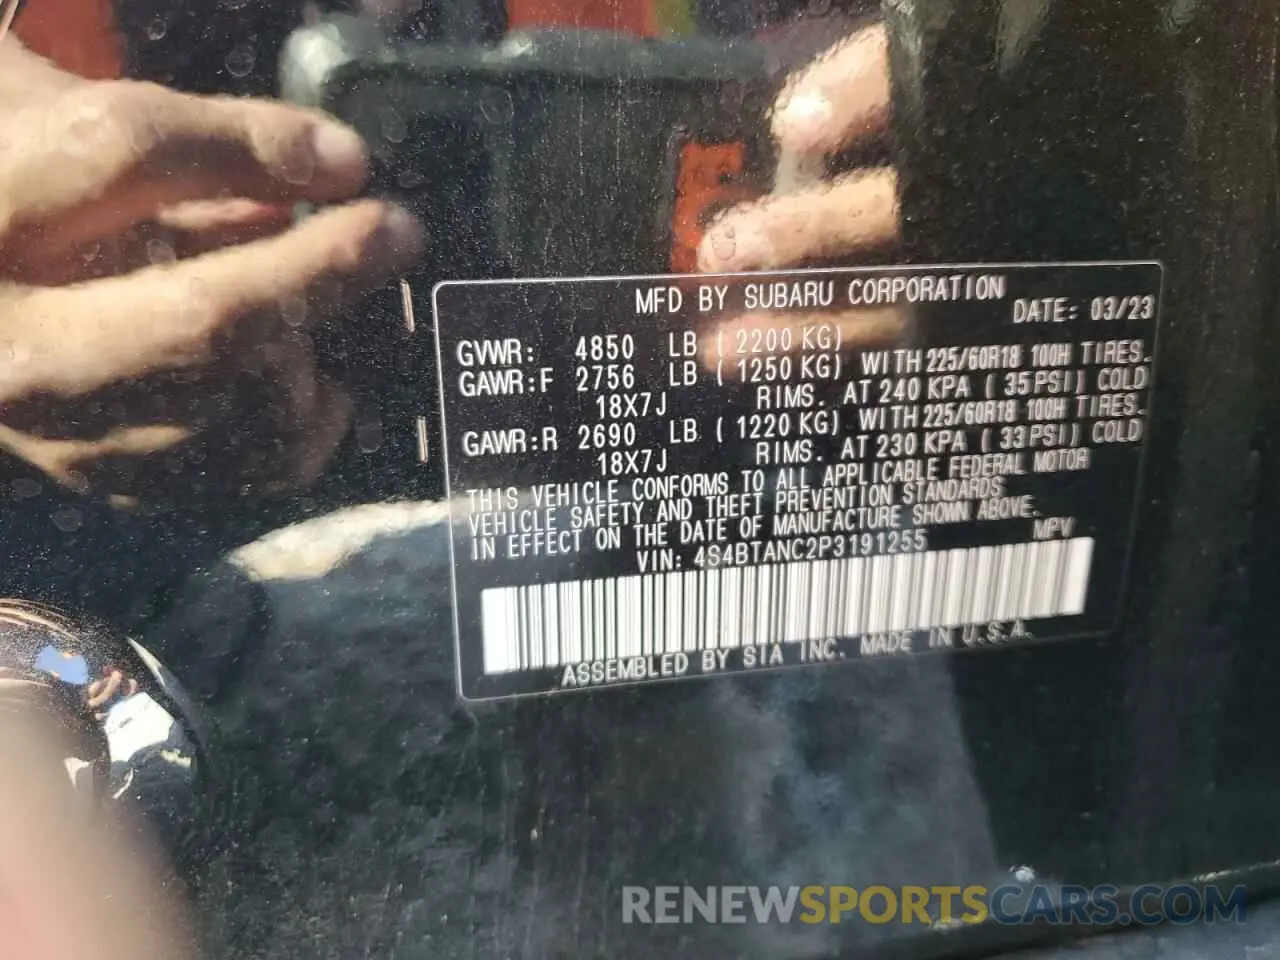 MFD BY SUBARU CORPORATION
DATE: 03/23
GVWR: 4850 LB (2200 KG)
GAWR:F 2756 LB (1250 KG) WITH 225/60R18 100H TIRES.
18X7J RIMS. AT 240 KPA (35PSI) COLD
GAWR:R 2690 LB (1220 KG) WITH 225/60R18 100H TIRES.
18X7J RIMS. AT 230 KPA (33PSI) COLD
THIS VEHICLE CONFORMS TO ALL APPLICABLE FEDERAL MOTOR
VEHICLE SAFETY AND THEFT PREVENTION STANDARDS
IN EFFECT ON THE DATE OF MANUFACTURE SHOWN ABOVE.
VIN: 4S4BTANC2P3191255 MPV
ASSEMBLED BY SIA INC. MADE IN U.S.A.
RENEWSPORTSCARS.COM